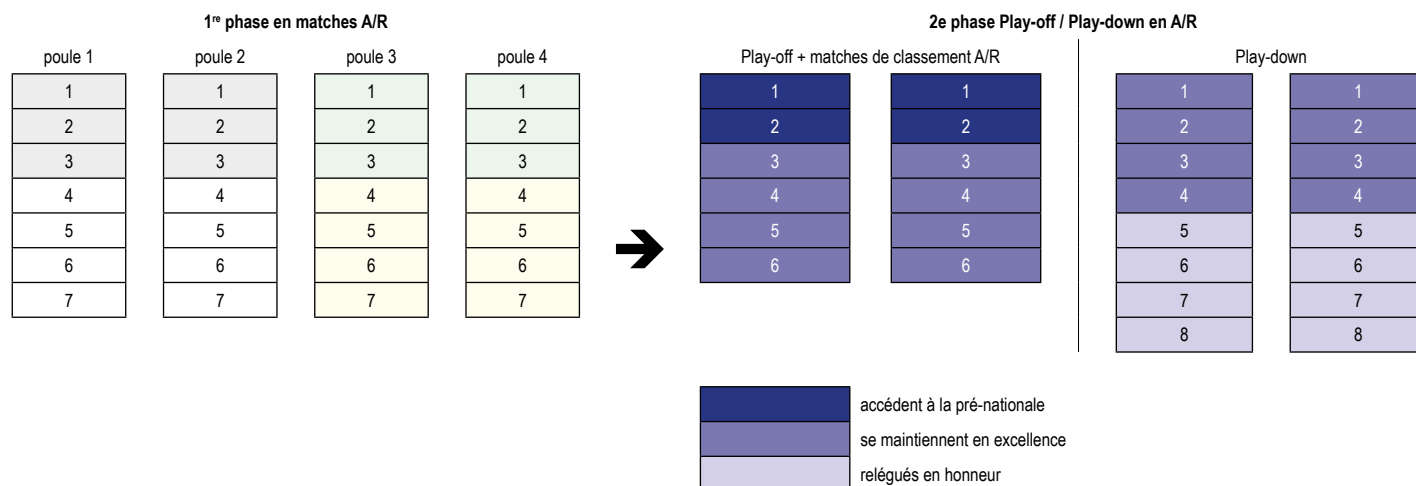 1re phase en matches A/R
2e phase Play-off / Play-down en A/R
poule 1 poule 2 poule 3 poule 4
Play-off + matches de classement A/R
Play-down
1 1 1 1 1 1 1 1
2 2 2 2 2 2 2 2
3 3 3 3 3 3 3 3
4 4 4 4 4 4 4 4
5 5 5 5 5 5 5 5
6 6 6 6 6 6 6 6
7 7 7 7 7 7
8 8
accédent à la pré-nationale
se maintiennent en excellence
relégués en honneur